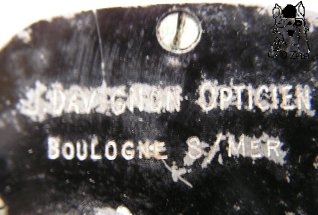 J. DAVIGNON OPTICIEN
BOULOGNE S/MER